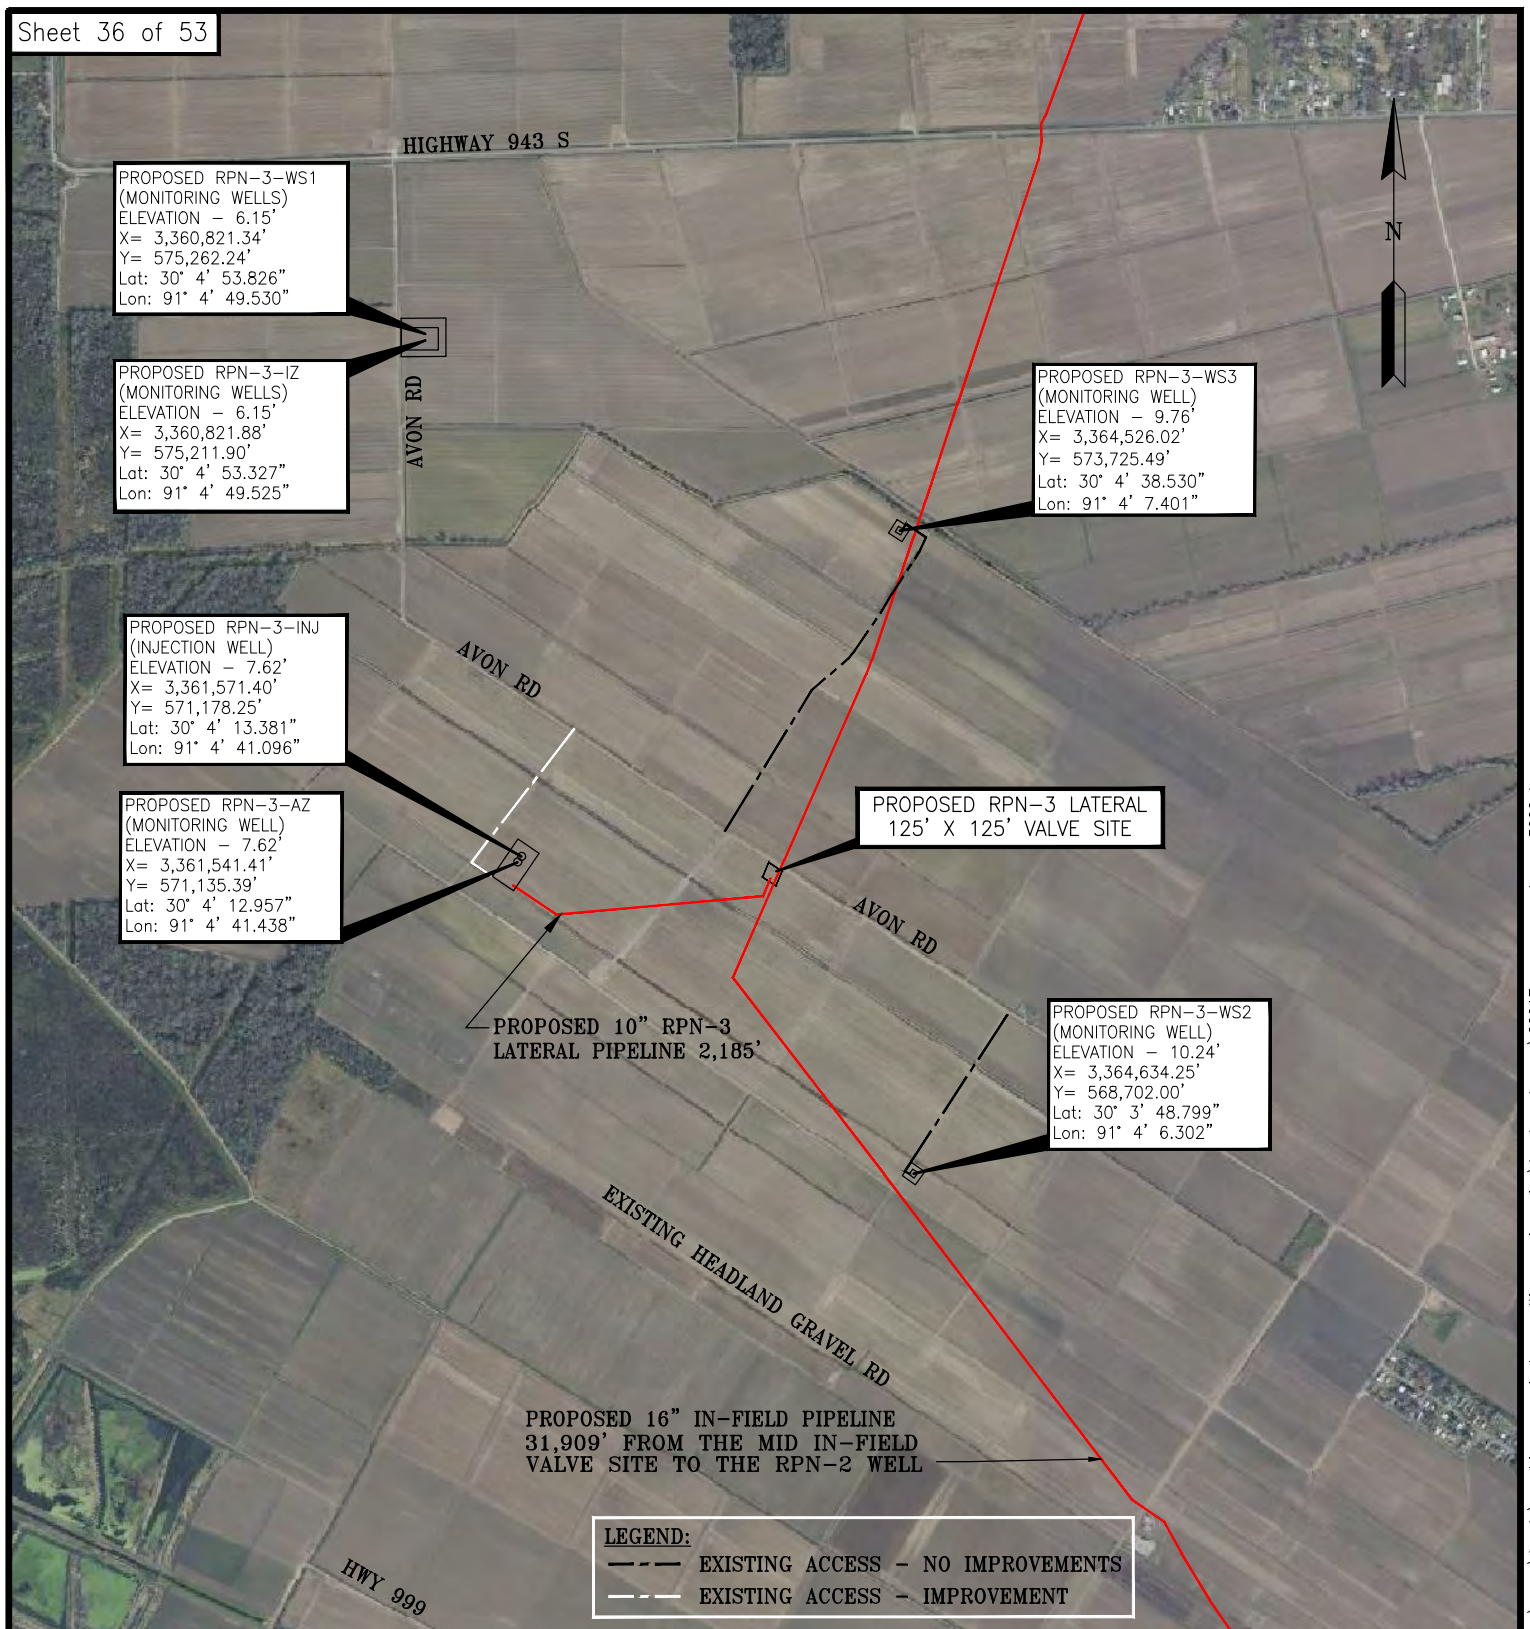 Sheet 36 of 53
HIGHWAY 943 S
PROPOSED RPN-3-WS1
(MONITORING WELLS)
ELEVATION - 6.15'
X= 3,360,821.34'
Y= 575,262.24'
Lat: 30° 4' 53.826"
Lon: 91° 4' 49.530"
N
PROPOSED RPN-3-IZ
(MONITORING WELLS)
ELEVATION - 6.15'
X= 3,360,821.88'
Y= 575,211.90'
Lat: 30° 4' 53.327"
Lon: 91° 4' 49.525"
AVON RD
PROPOSED RPN-3-WS3
(MONITORING WELL)
ELEVATION - 9.76'
X= 3,364,526.02'
Y= 573,725.49'
Lat: 30° 4' 38.530"
Lon: 91° 4' 7.401"
PROPOSED RPN-3-INJ
(INJECTION WELL)
ELEVATION - 7.62'
X= 3,361,571.40'
Y= 571,178.25'
Lat: 30° 4' 13.381"
Lon: 91° 4' 41.096"
AVON RD
PROPOSED RPN-3-AZ
(MONITORING WELL)
ELEVATION - 7.62'
X= 3,361,541.41'
Y= 571,135.39'
Lat: 30° 4' 12.957"
Lon: 91° 4' 41.438"
PROPOSED RPN-3 LATERAL
125' X 125' VALVE SITE
AVON RD
PROPOSED 10" RPN-3
LATERAL PIPELINE 2,185'
PROPOSED RPN-3-WS2
(MONITORING WELL)
ELEVATION - 10.24'
X= 3,364,634.25'
Y= 568,702.00'
Lat: 30° 3' 48.799"
Lon: 91° 4' 6.302"
EXISTING HEADLAND GRAVEL RD
PROPOSED 16" IN-FIELD PIPELINE
31,909' FROM THE MID IN-FIELD
VALVE SITE TO THE RPN-2 WELL
LEGEND:
EXISTING ACCESS - NO IMPROVEMENTS
EXISTING ACCESS - IMPROVEMENT
HWY 999